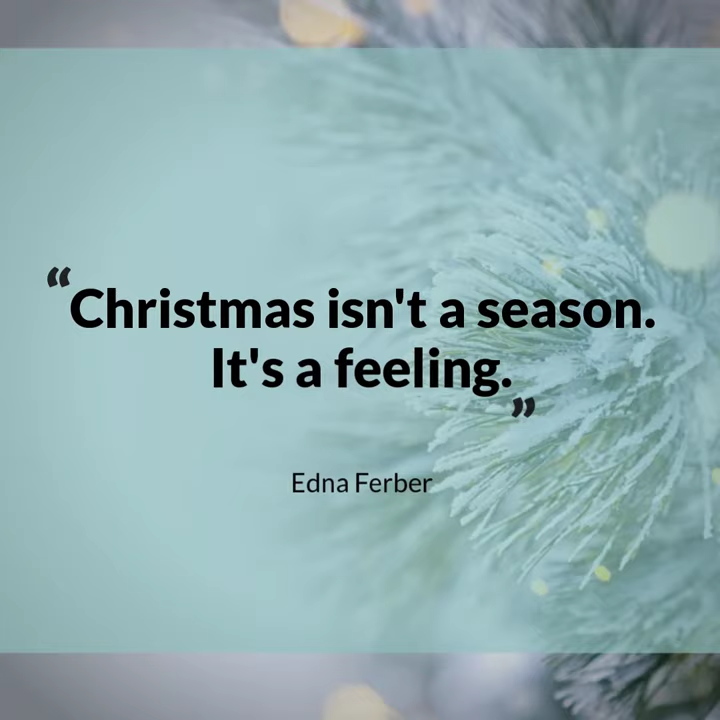 “Christmas isn't a season.
It's a feeling.”
Edna Ferber